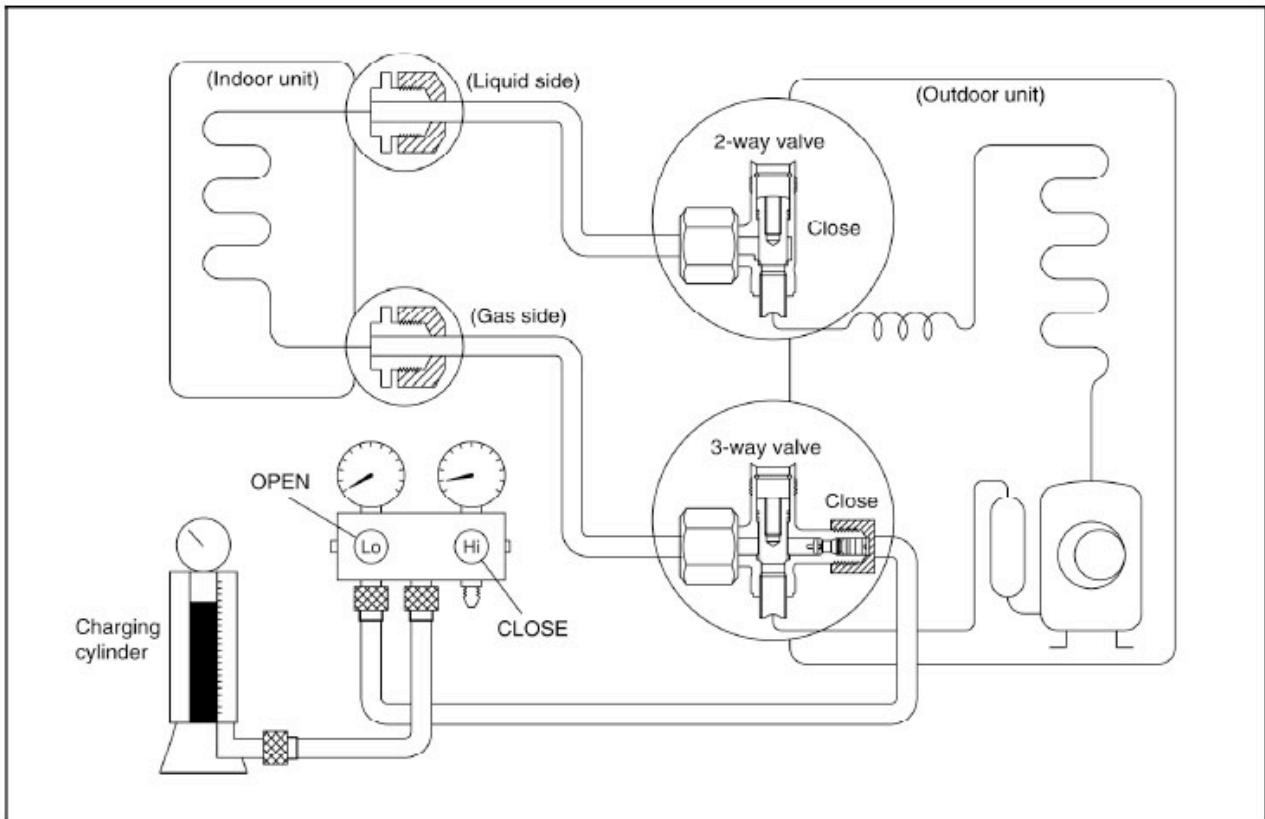 (Indoor unit)
(Liquid side)
(Outdoor unit)
2-way valve
Close
(Gas side)
3-way valve
Close
OPEN
Lo
Hi
CLOSE
Charging
cylinder